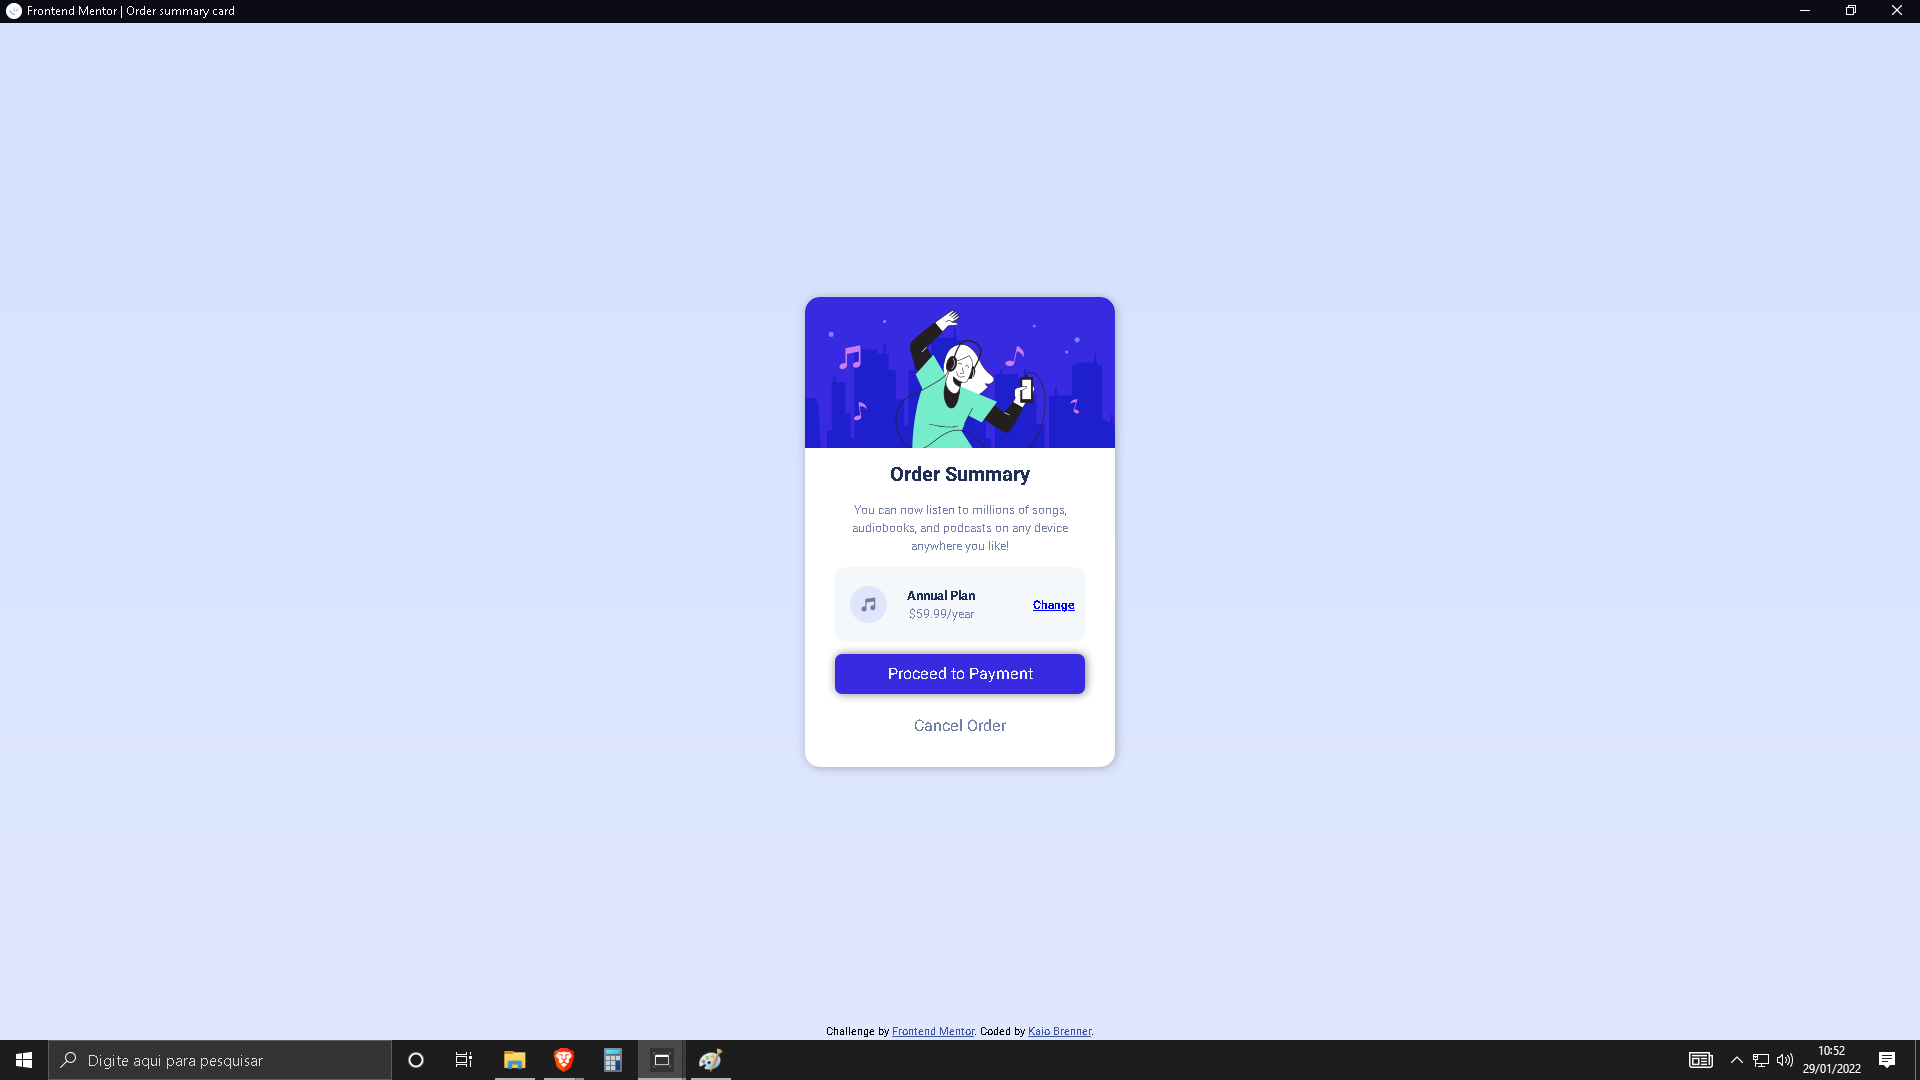 Frontend Mentor | Order summary card
Order Summary
You can now listen to millions of songs,
audiobooks, and podcasts on any device
anywhere you like!
Annual Plan
$59.99/year
Change
Proceed to Payment
Cancel Order
Challenge by Frontend Mentor. Coded by Kaio Brenner.
Digite aqui para pesquisar
10:52
29/01/2022